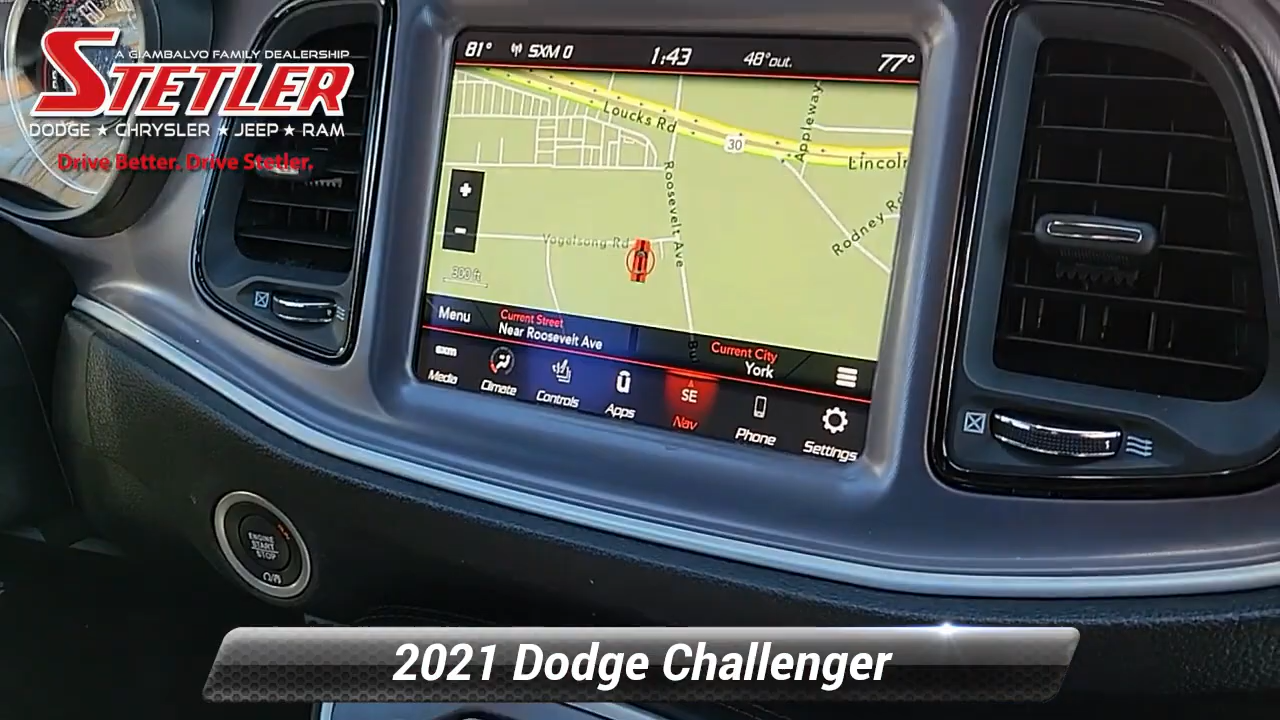 A GIAMBALVO FAMILY DEALERSHIP
STETLER
DODGE ★ CHRYSLER ★ JEEP ★ RAM
Drive Better. Drive Stetler.
81° SXM 0 1:43 48°out. 77°
Loucks Rd
30
Appleway
Lincoln
Roosevelt Ave
Rodney Rd
+
-
Vogelsong Rd
300 ft
Menu
Current Street
Near Roosevelt Ave
Current City
York
SXM
SE
Media Climate Controls Apps Nav Phone Settings
ENGINE
START
STOP
2021 Dodge Challenger